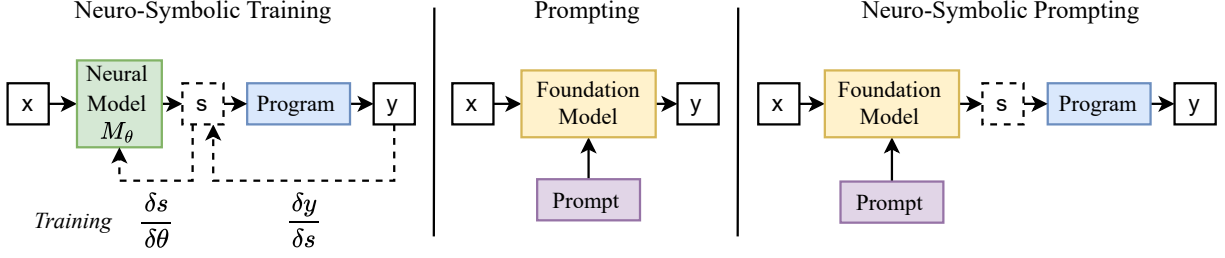 Neuro-Symbolic Training
x
Neural
Model
M_θ
s
Program
y
Training
δs
δθ
δy
δs
Prompting
x
Foundation
Model
y
Prompt
Neuro-Symbolic Prompting
x
Foundation
Model
s
Program
y
Prompt